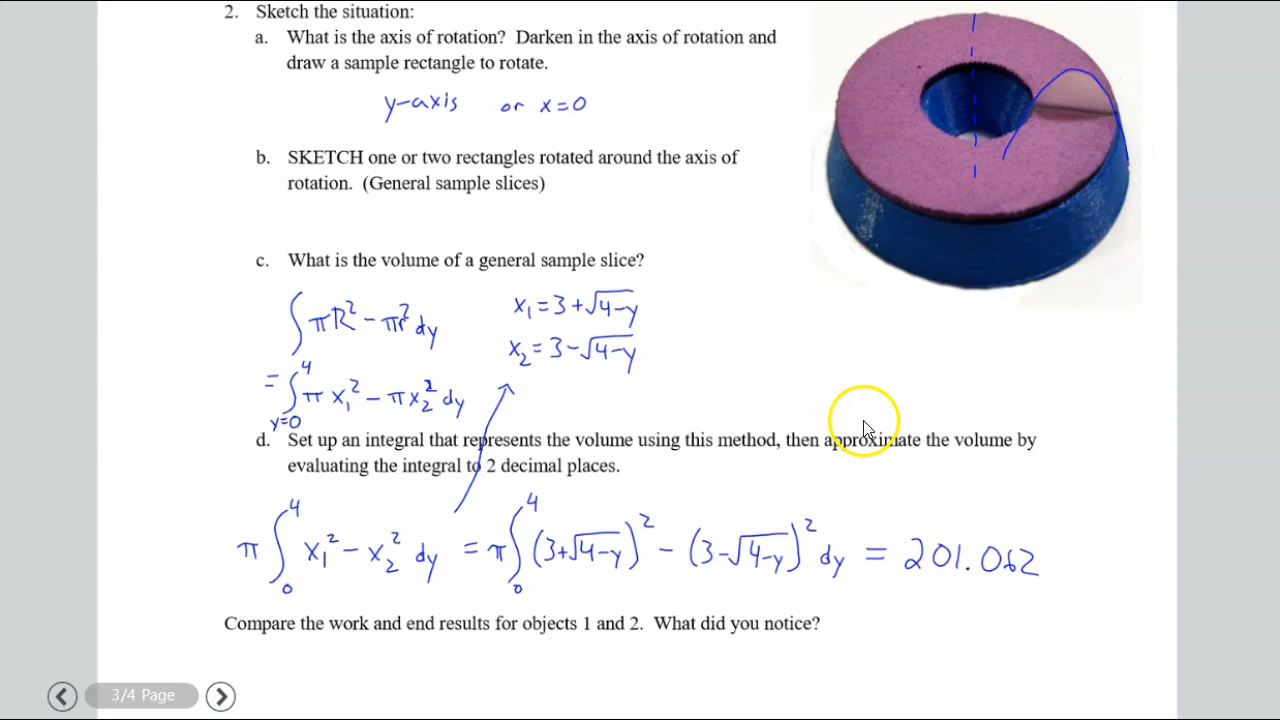 2. Sketch the situation:
a. What is the axis of rotation? Darken in the axis of rotation and
draw a sample rectangle to rotate.
y-axis or x=0
b. SKETCH one or two rectangles rotated around the axis of
rotation. (General sample slices)
c. What is the volume of a general sample slice?
∫ πR² - πr² dy
x₁ = 3 + √4-y
x₂ = 3 - √4-y
= ∫ y=0 4 π x₁² - π x₂² dy
d. Set up an integral that represents the volume using this method, then approximate the volume by
evaluating the integral to 2 decimal places.
π ∫₀⁴ x₁² - x₂² dy = π ∫₀⁴ (3+√4-y)² - (3-√4-y)² dy = 201.062
Compare the work and end results for objects 1 and 2. What did you notice?
3/4 Page